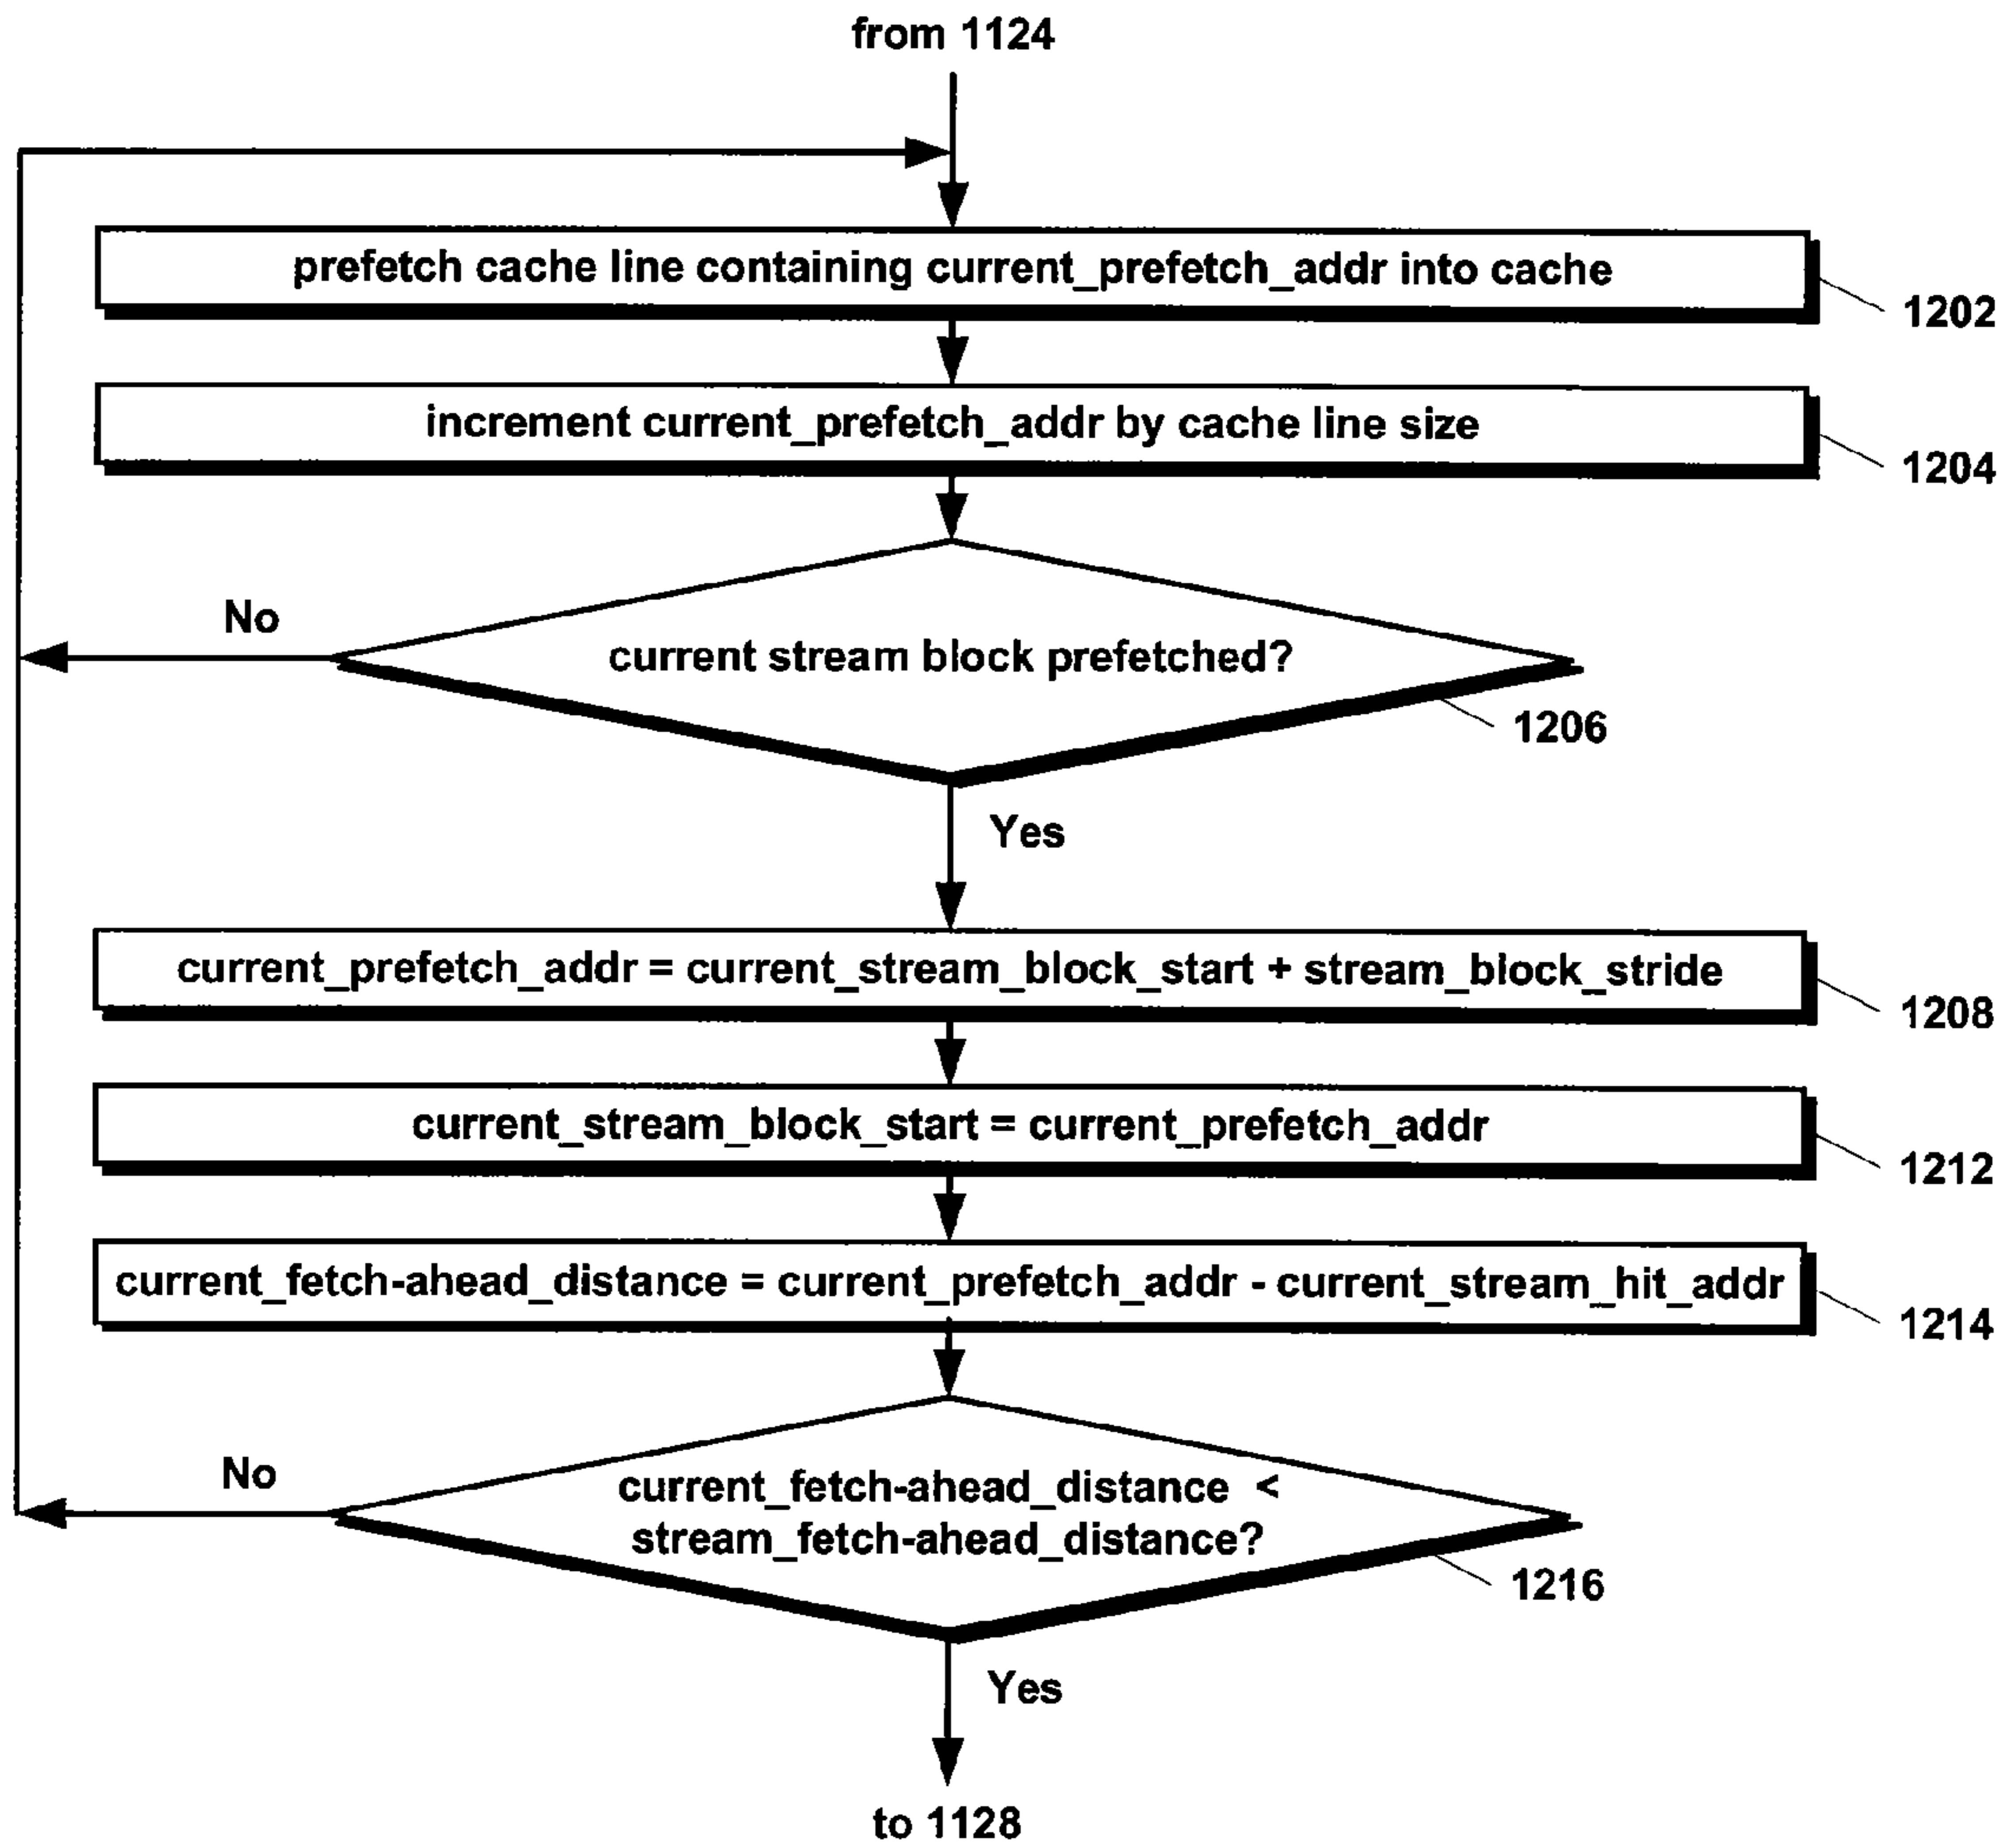 from 1124
prefetch cache line containing current_prefetch_addr into cache
1202
increment current_prefetch_addr by cache line size
1204
No
current stream block prefetched?
1206
Yes
current_prefetch_addr = current_stream_block_start + stream_block_stride
1208
current_stream_block_start = current_prefetch_addr
1212
current_fetch-ahead_distance = current_prefetch_addr - current_stream_hit_addr
1214
No
current_fetch-ahead_distance <
stream_fetch-ahead_distance?
1216
Yes
to 1128